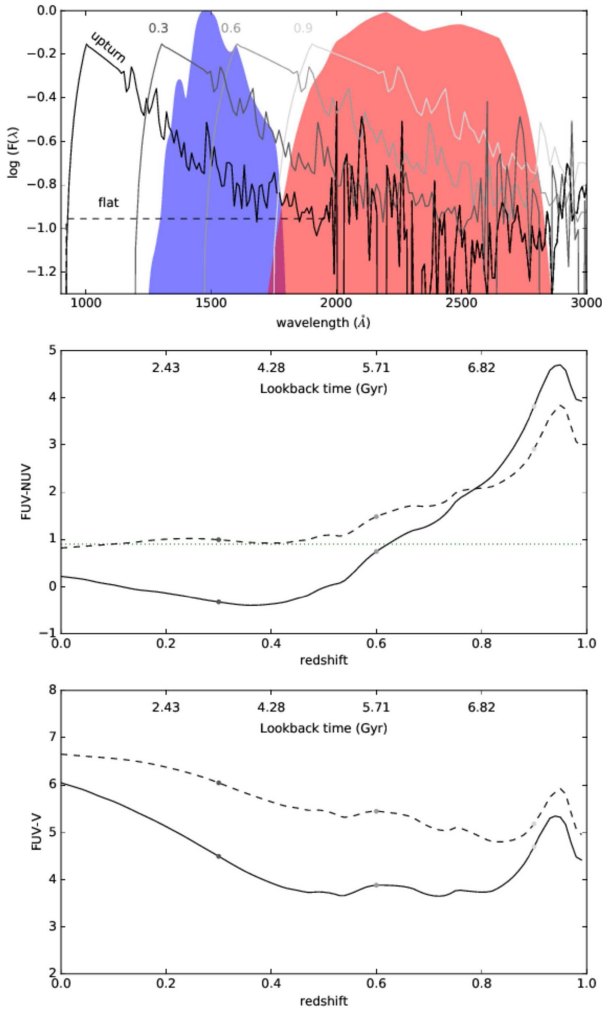 0.0
−0.2
−0.4
−0.6
−0.8
−1.0
−1.2
log (F(λ)
upturn
0.3
0.6
0.9
flat
1000 1500 2000 2500 3000
wavelength (Å)
5
4
3
2
1
0
−1
FUV-NUV
2.43 4.28 5.71 6.82
Lookback time (Gyr)
0.0 0.2 0.4 0.6 0.8 1.0
redshift
8
7
6
5
4
3
2
FUV-V
2.43 4.28 5.71 6.82
Lookback time (Gyr)
0.0 0.2 0.4 0.6 0.8 1.0
redshift